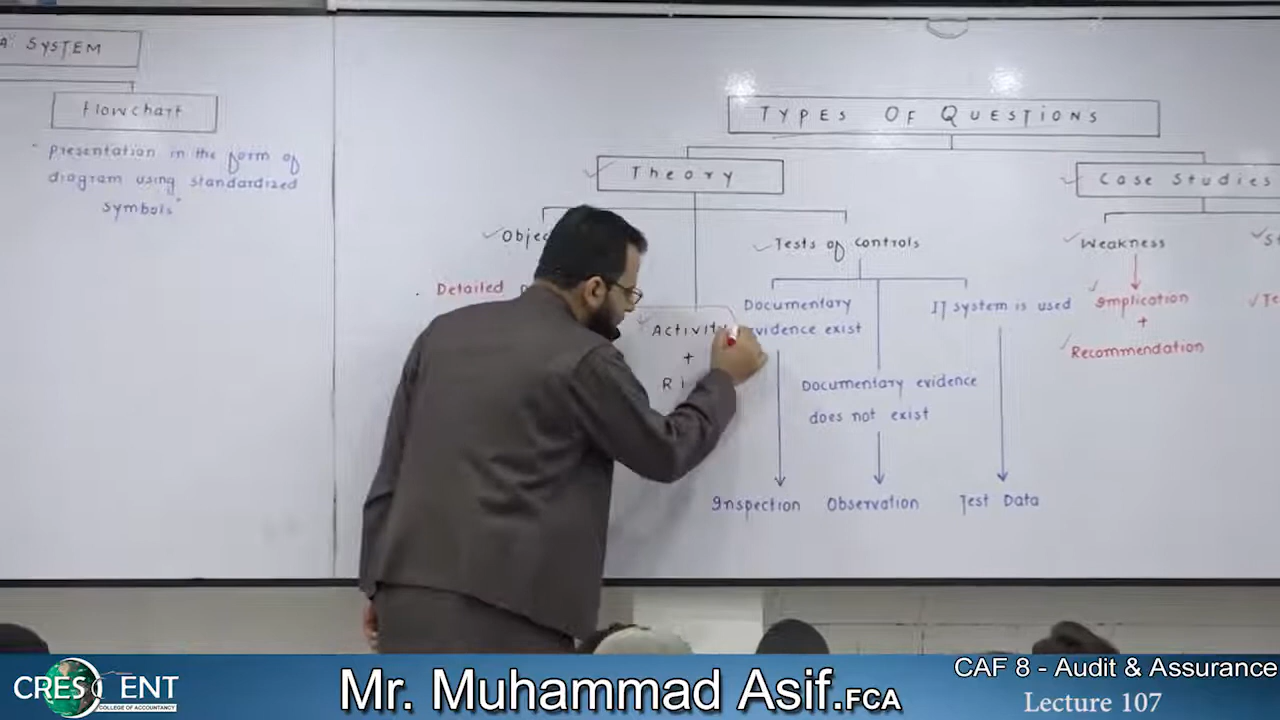 SYSTEM
Flowchart
"presentation in the form of
diagram using standardized
symbols"
TYPES OF QUESTIONS
Theory
Case Studies
Tests of Controls
Weakness
Detailed
Documentary
evidence exist
IT system is used
Implication
+
Recommendation
Activity
+
Documentary evidence
does not exist
Inspection
Observation
Test Data
CRESCENT
COLLEGE OF ACCOUNTANCY
Mr. Muhammad Asif.FCA
CAF 8 - Audit & Assurance
Lecture 107